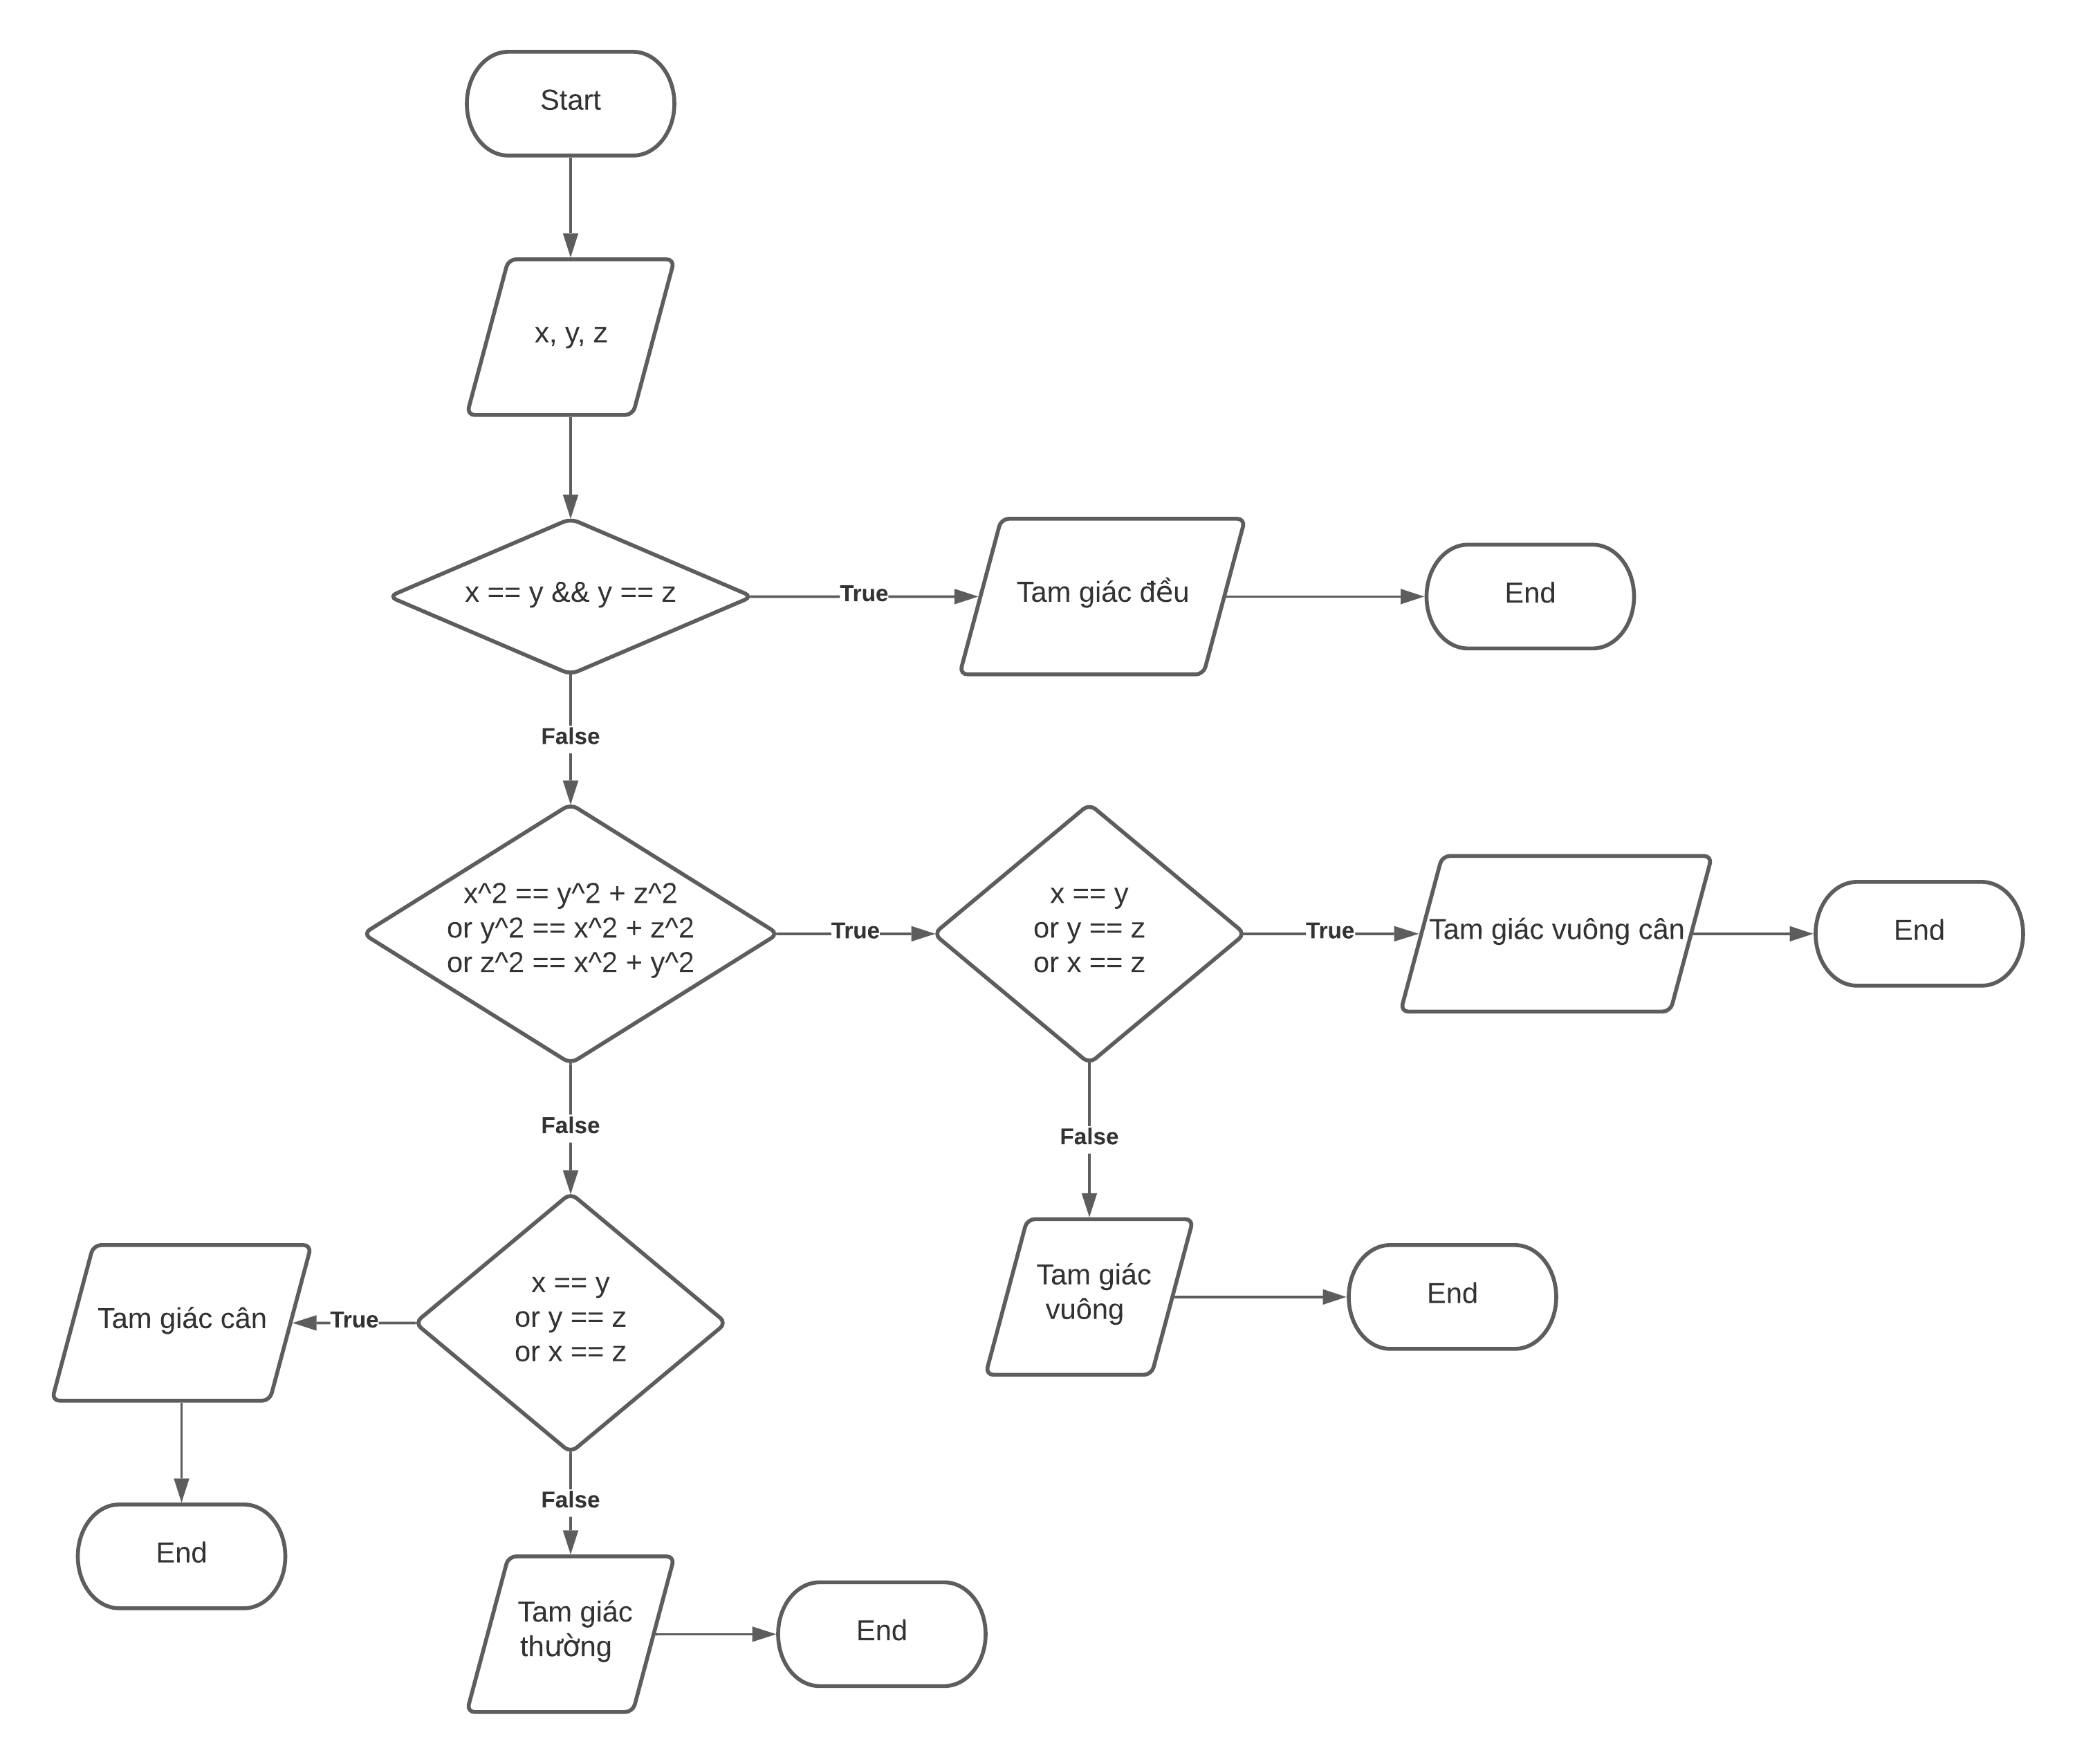 Start
x, y, z
x == y && y == z
True
Tam giác đều
End
False
x^2 == y^2 + z^2
or y^2 == x^2 + z^2
or z^2 == x^2 + y^2
True
x == y
or y == z
or x == z
True
Tam giác vuông cân
End
False
False
Tam giác
vuông
End
x == y
or y == z
or x == z
True
Tam giác cân
End
False
Tam giác
thường
End